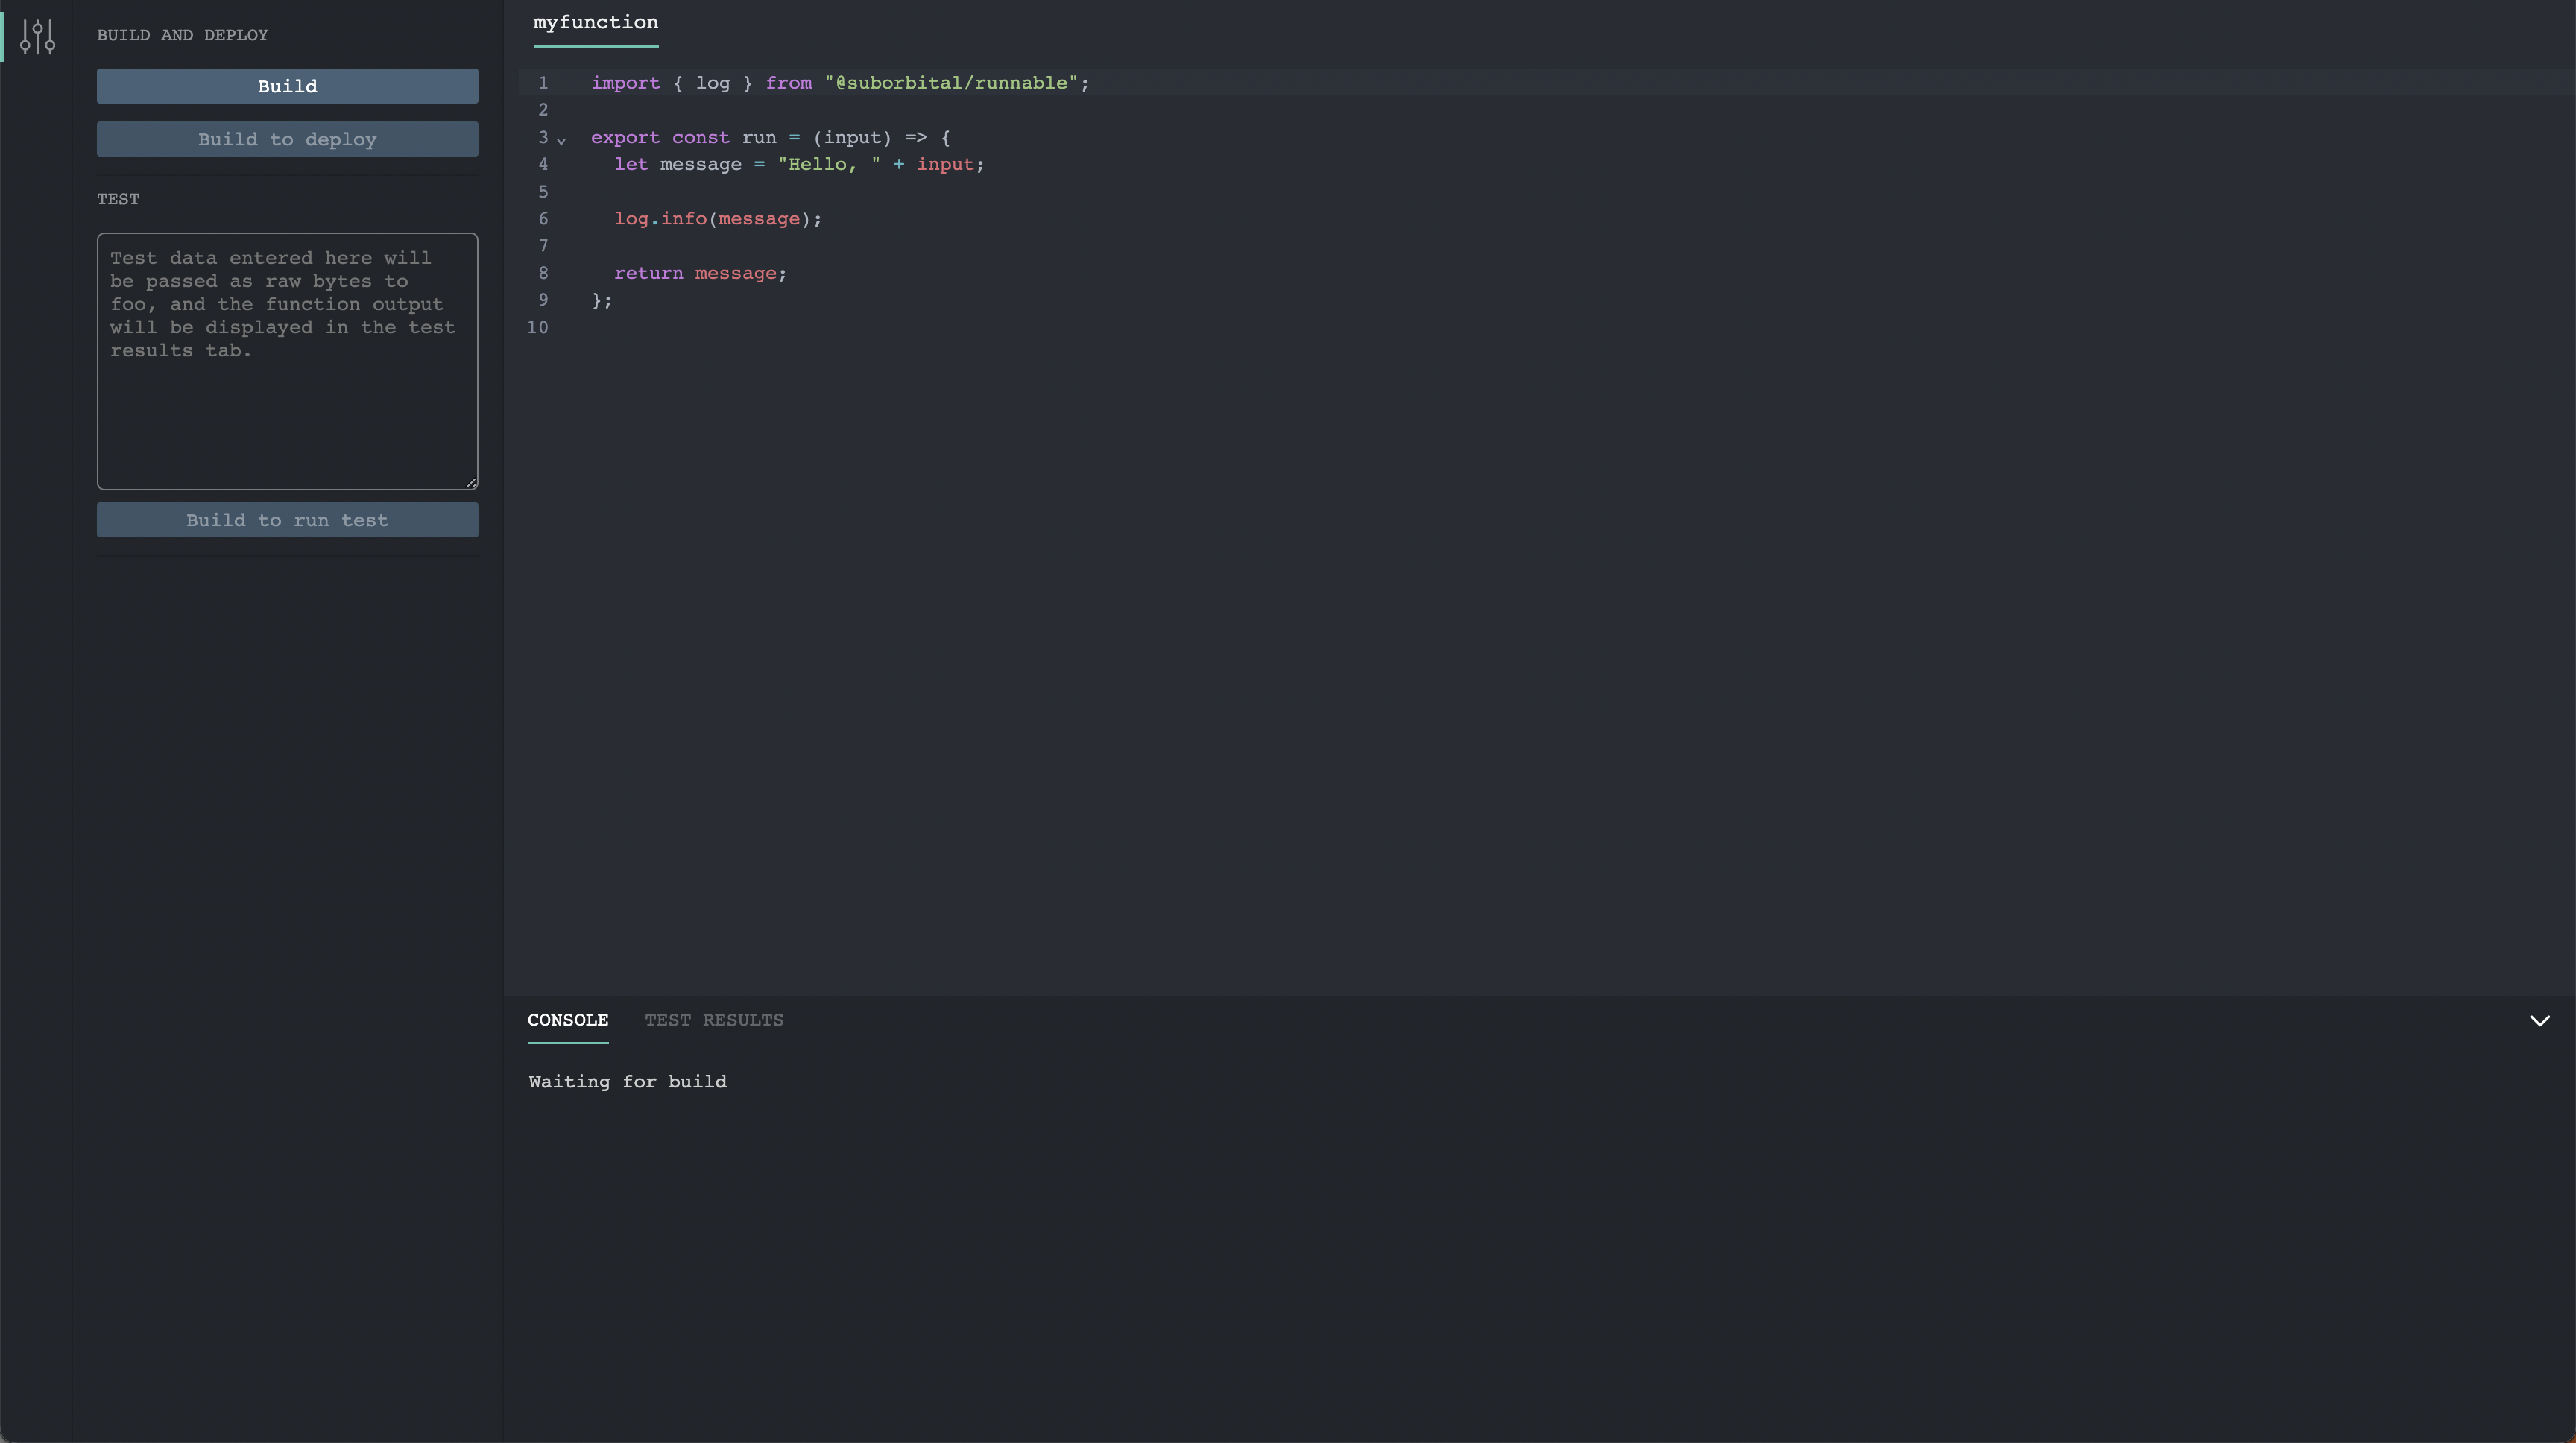 BUILD AND DEPLOY
Build
Build to deploy
TEST
Test data entered here will
be passed as raw bytes to
foo, and the function output
will be displayed in the test
results tab.
Build to run test
myfunction
1 import { log } from "@suborbital/runnable";
2
3 export const run = (input) => {
4 let message = "Hello, " + input;
5
6 log.info(message);
7
8 return message;
9 };
10
CONSOLE TEST RESULTS
Waiting for build